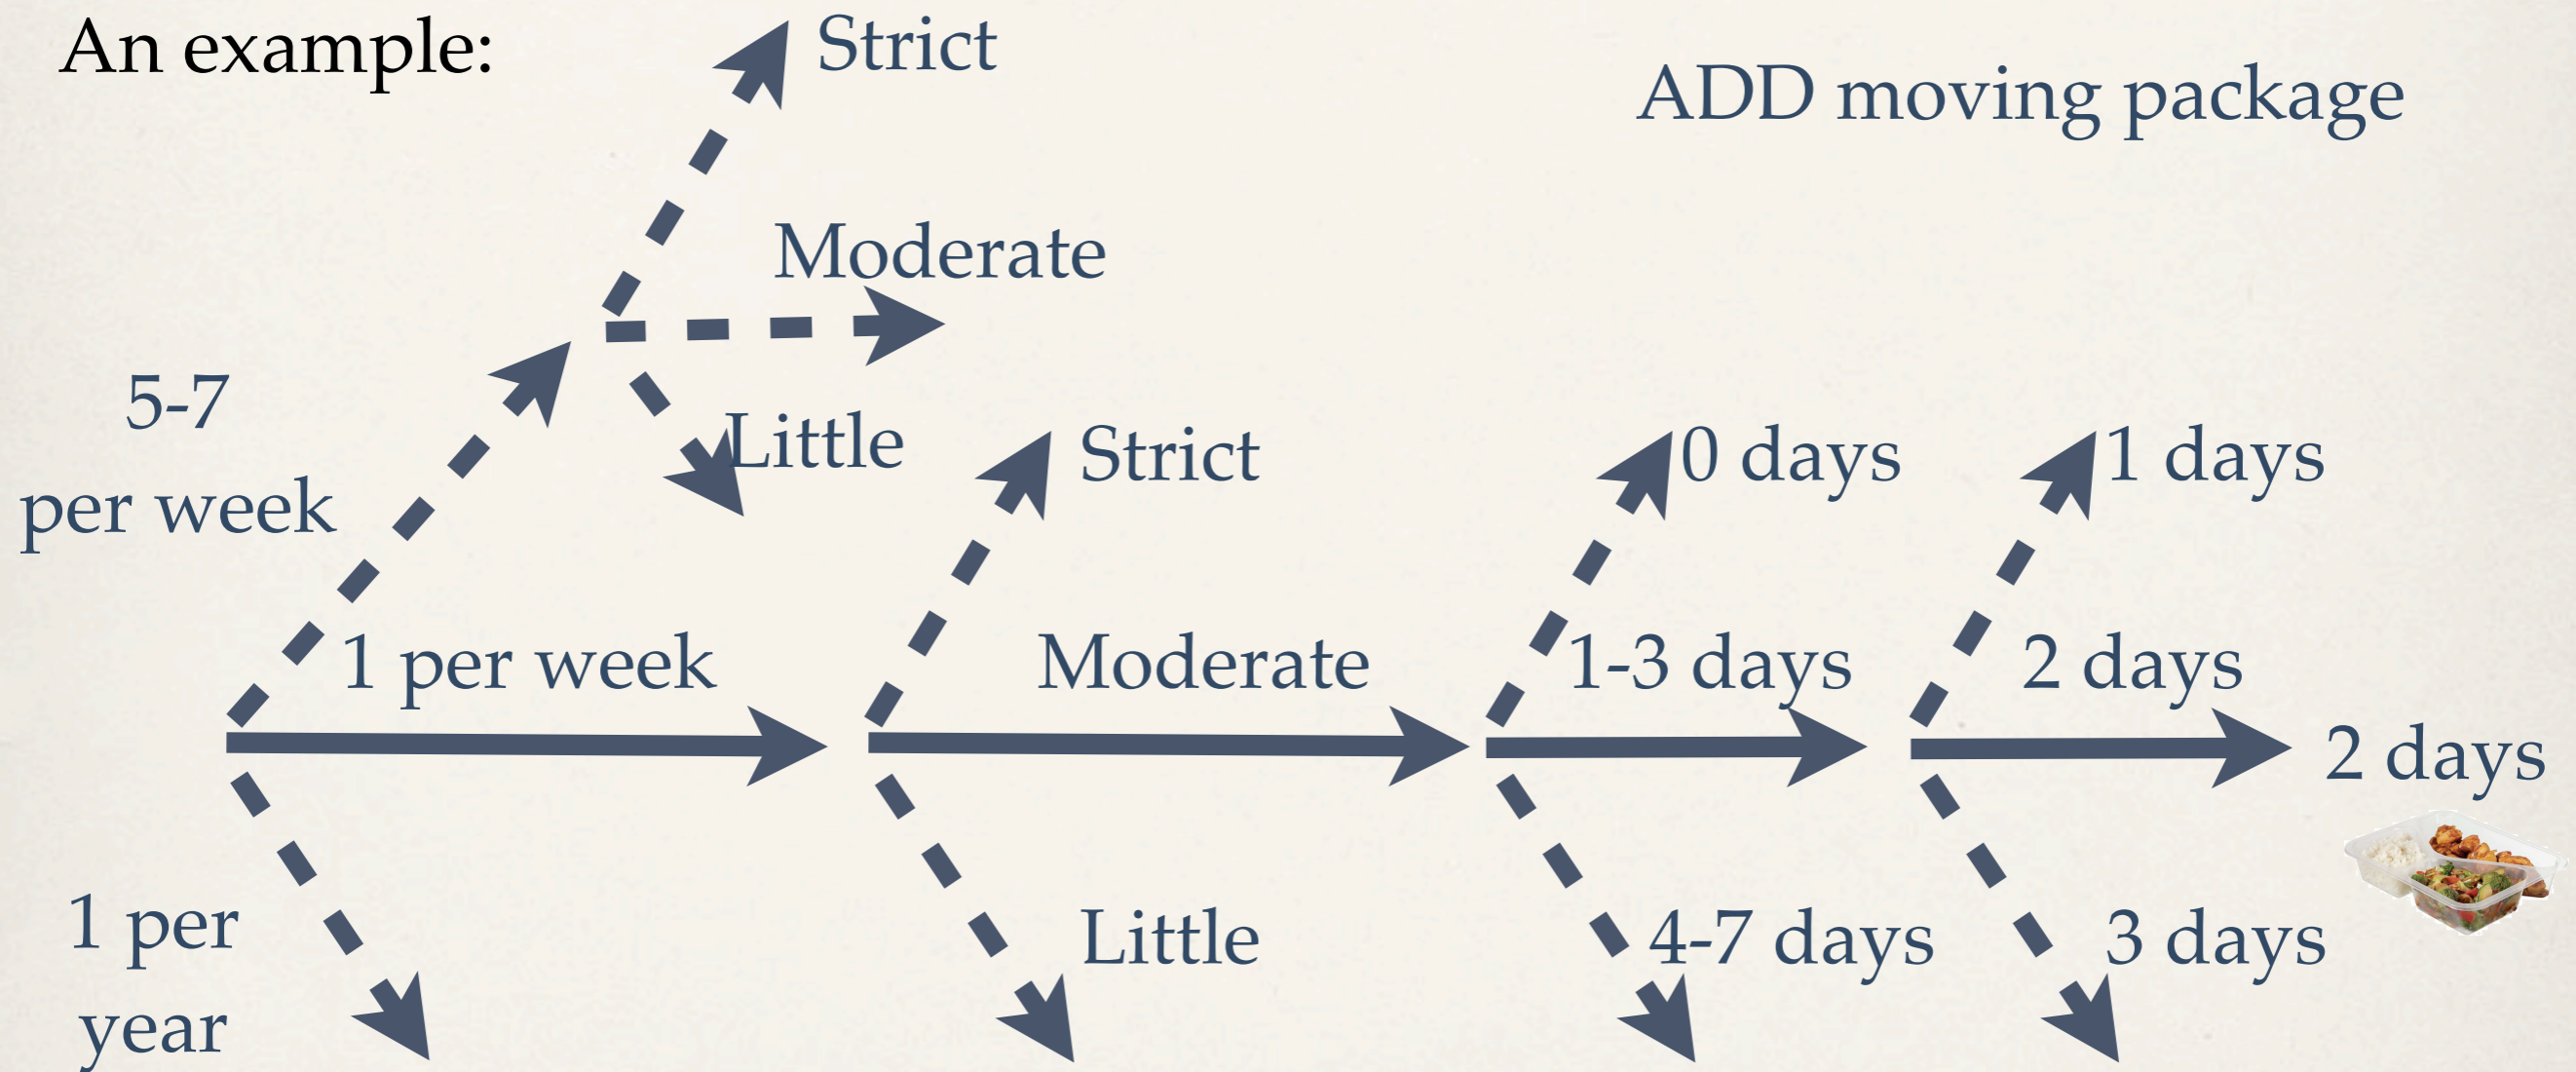 An example:
Strict
ADD moving package
Moderate
5-7
per week
Little
Strict
0 days
1 days
1 per week
Moderate
1-3 days
2 days
2 days
1 per
year
Little
4-7 days
3 days